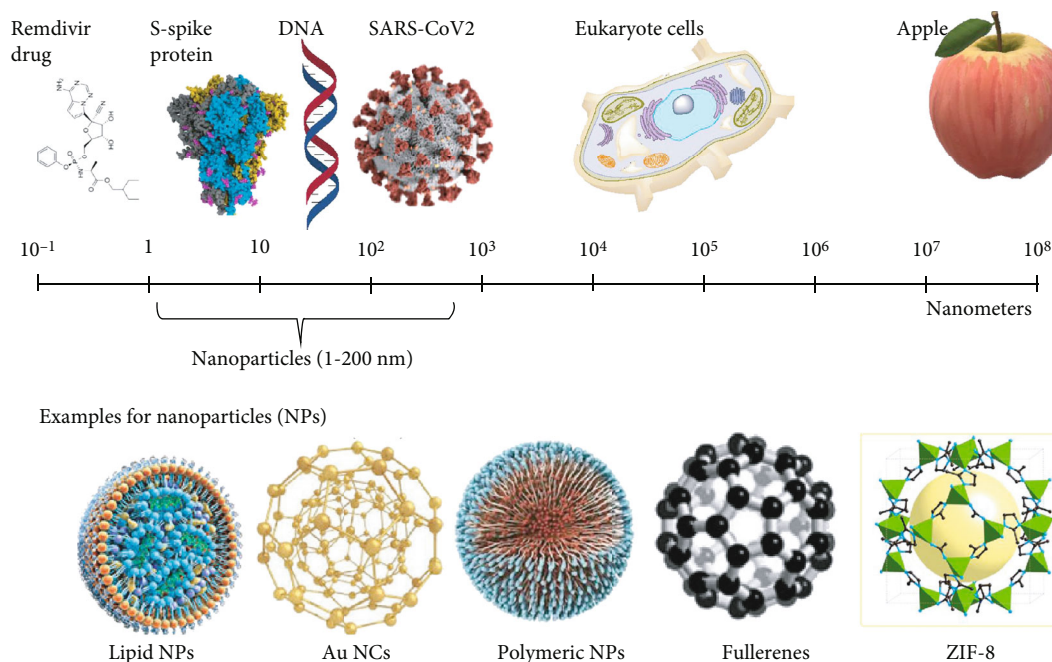 Remdivir
drug
S-spike
protein
DNA
SARS-CoV2
Eukaryote cells
Apple
10⁻¹
1
10
10²
10³
10⁴
10⁵
10⁶
10⁷
10⁸
Nanometers
Nanoparticles (1-200 nm)
Examples for nanoparticles (NPs)
Lipid NPs
Au NCs
Polymeric NPs
Fullerenes
ZIF-8